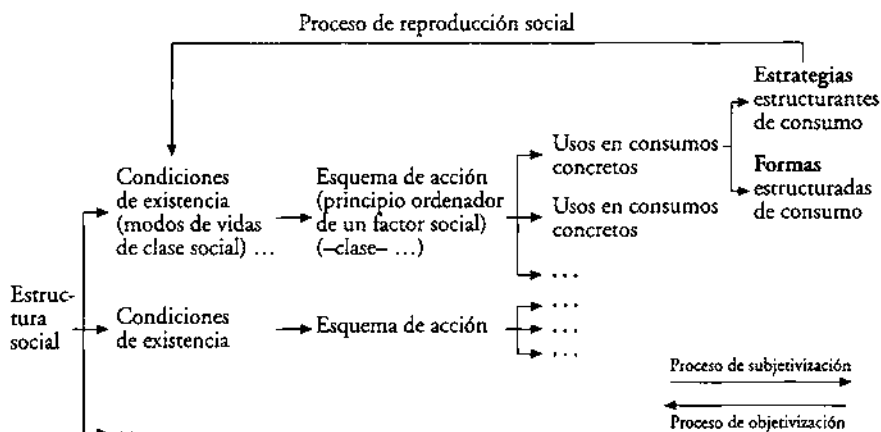 Proceso de reproducción social
Estrategias
estructurantes
de consumo
Usos en consumos
concretos
Formas
estructuradas
de consumo
Condiciones
de existencia
(modos de vidas
de clase social) ...
Esquema de acción
(principio ordenador
de un factor social)
(–clase– ...)
Usos en consumos
concretos
...
Estruc-
tura
social
Condiciones
de existencia
Esquema de acción
...
...
...
Proceso de subjetivización
Proceso de objetivización
...